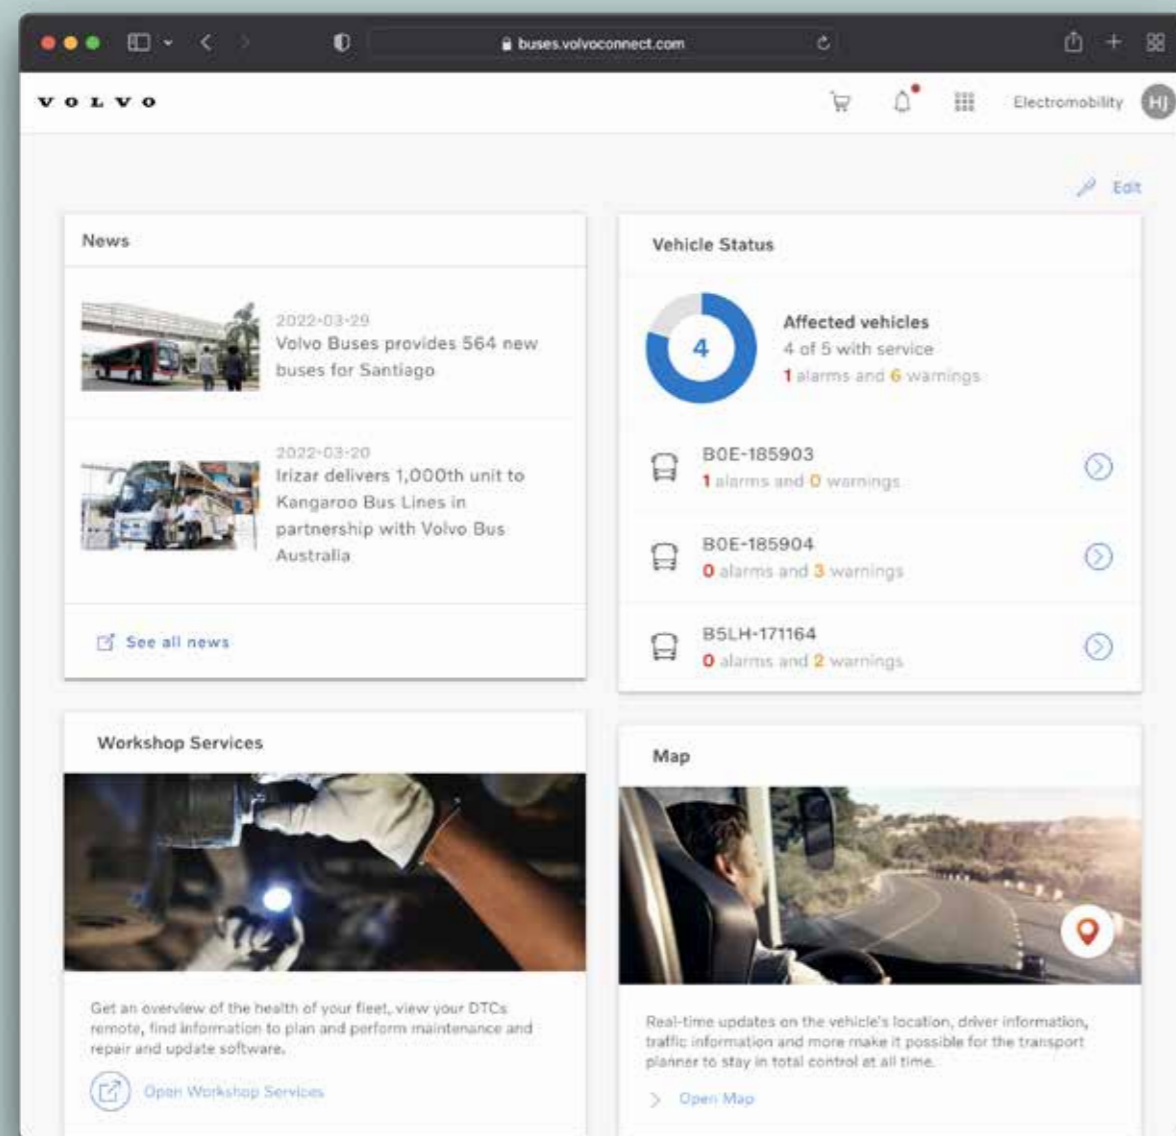 buses.volvoconnect.com
VOLVO
Electromobility
HJ
Edit
News
2022-03-29
Volvo Buses provides 564 new
buses for Santiago
2022-03-20
Irizar delivers 1,000th unit to
Kangaroo Bus Lines in
partnership with Volvo Bus
Australia
See all news
Vehicle Status
4
Affected vehicles
4 of 5 with service
1 alarms and 6 warnings
B0E-185903
1 alarms and 0 warnings
B0E-185904
0 alarms and 3 warnings
B5LH-171164
0 alarms and 2 warnings
Workshop Services
Get an overview of the health of your fleet, view your DTCs
remote, find information to plan and perform maintenance and
repair and update software.
Open Workshop Services
Map
Real-time updates on the vehicle's location, driver information,
traffic information and more make it possible for the transport
planner to stay in total control at all time.
Open Map